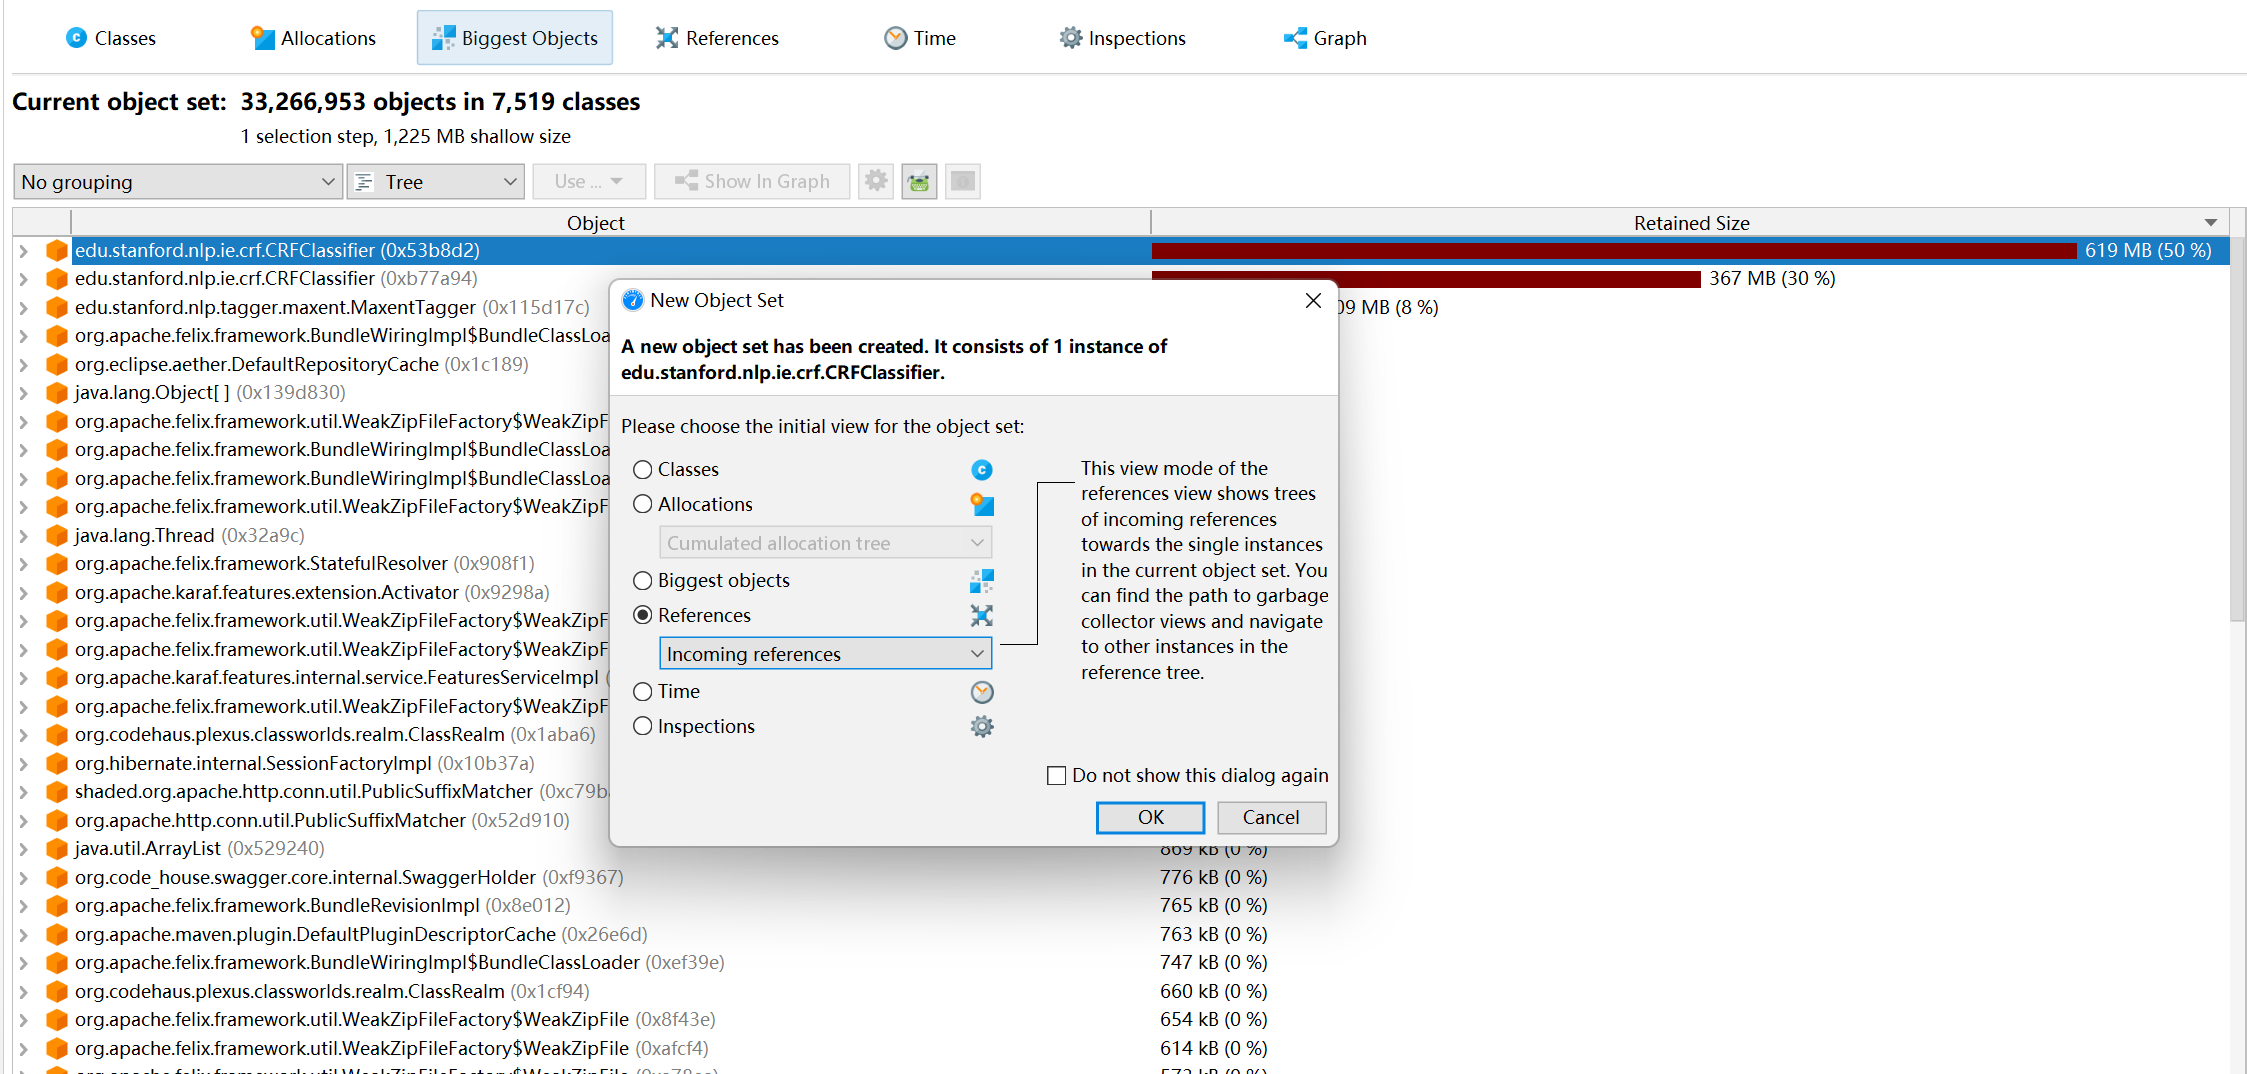 Classes
Allocations
Biggest Objects
References
Time
Inspections
Graph
Current object set: 33,266,953 objects in 7,519 classes
1 selection step, 1,225 MB shallow size
No grouping
Tree
Use ...
Show In Graph
Object
Retained Size
edu.stanford.nlp.ie.crf.CRFClassifier (0x53b8d2)
619 MB (50 %)
edu.stanford.nlp.ie.crf.CRFClassifier (0xb77a94)
367 MB (30 %)
edu.stanford.nlp.tagger.maxent.MaxentTagger (0x115d17c)
09 MB (8 %)
org.apache.felix.framework.BundleWiringImpl$BundleClassLoa
org.eclipse.aether.DefaultRepositoryCache (0x1c189)
java.lang.Object[ ] (0x139d830)
org.apache.felix.framework.util.WeakZipFileFactory$WeakZipF
org.apache.felix.framework.BundleWiringImpl$BundleClassLoa
org.apache.felix.framework.BundleWiringImpl$BundleClassLoa
org.apache.felix.framework.util.WeakZipFileFactory$WeakZipF
java.lang.Thread (0x32a9c)
org.apache.felix.framework.StatefulResolver (0x908f1)
org.apache.karaf.features.extension.Activator (0x9298a)
org.apache.felix.framework.util.WeakZipFileFactory$WeakZipF
org.apache.felix.framework.util.WeakZipFileFactory$WeakZipF
org.apache.karaf.features.internal.service.FeaturesServiceImpl (
org.apache.felix.framework.util.WeakZipFileFactory$WeakZipF
org.codehaus.plexus.classworlds.realm.ClassRealm (0x1aba6)
org.hibernate.internal.SessionFactoryImpl (0x10b37a)
shaded.org.apache.http.conn.util.PublicSuffixMatcher (0xc79b
org.apache.http.conn.util.PublicSuffixMatcher (0x52d910)
java.util.ArrayList (0x529240)
869 kB (0 %)
org.code_house.swagger.core.internal.SwaggerHolder (0xf9367)
776 kB (0 %)
org.apache.felix.framework.BundleRevisionImpl (0x8e012)
765 kB (0 %)
org.apache.maven.plugin.DefaultPluginDescriptorCache (0x26e6d)
763 kB (0 %)
org.apache.felix.framework.BundleWiringImpl$BundleClassLoader (0xef39e)
747 kB (0 %)
org.codehaus.plexus.classworlds.realm.ClassRealm (0x1cf94)
660 kB (0 %)
org.apache.felix.framework.util.WeakZipFileFactory$WeakZipFile (0x8f43e)
654 kB (0 %)
org.apache.felix.framework.util.WeakZipFileFactory$WeakZipFile (0xafcf4)
614 kB (0 %)
New Object Set
A new object set has been created. It consists of 1 instance of
edu.stanford.nlp.ie.crf.CRFClassifier.
Please choose the initial view for the object set:
Classes
Allocations
Cumulated allocation tree
Biggest objects
References
Incoming references
Time
Inspections
This view mode of the
references view shows trees
of incoming references
towards the single instances
in the current object set. You
can find the path to garbage
collector views and navigate
to other instances in the
reference tree.
Do not show this dialog again
OK
Cancel